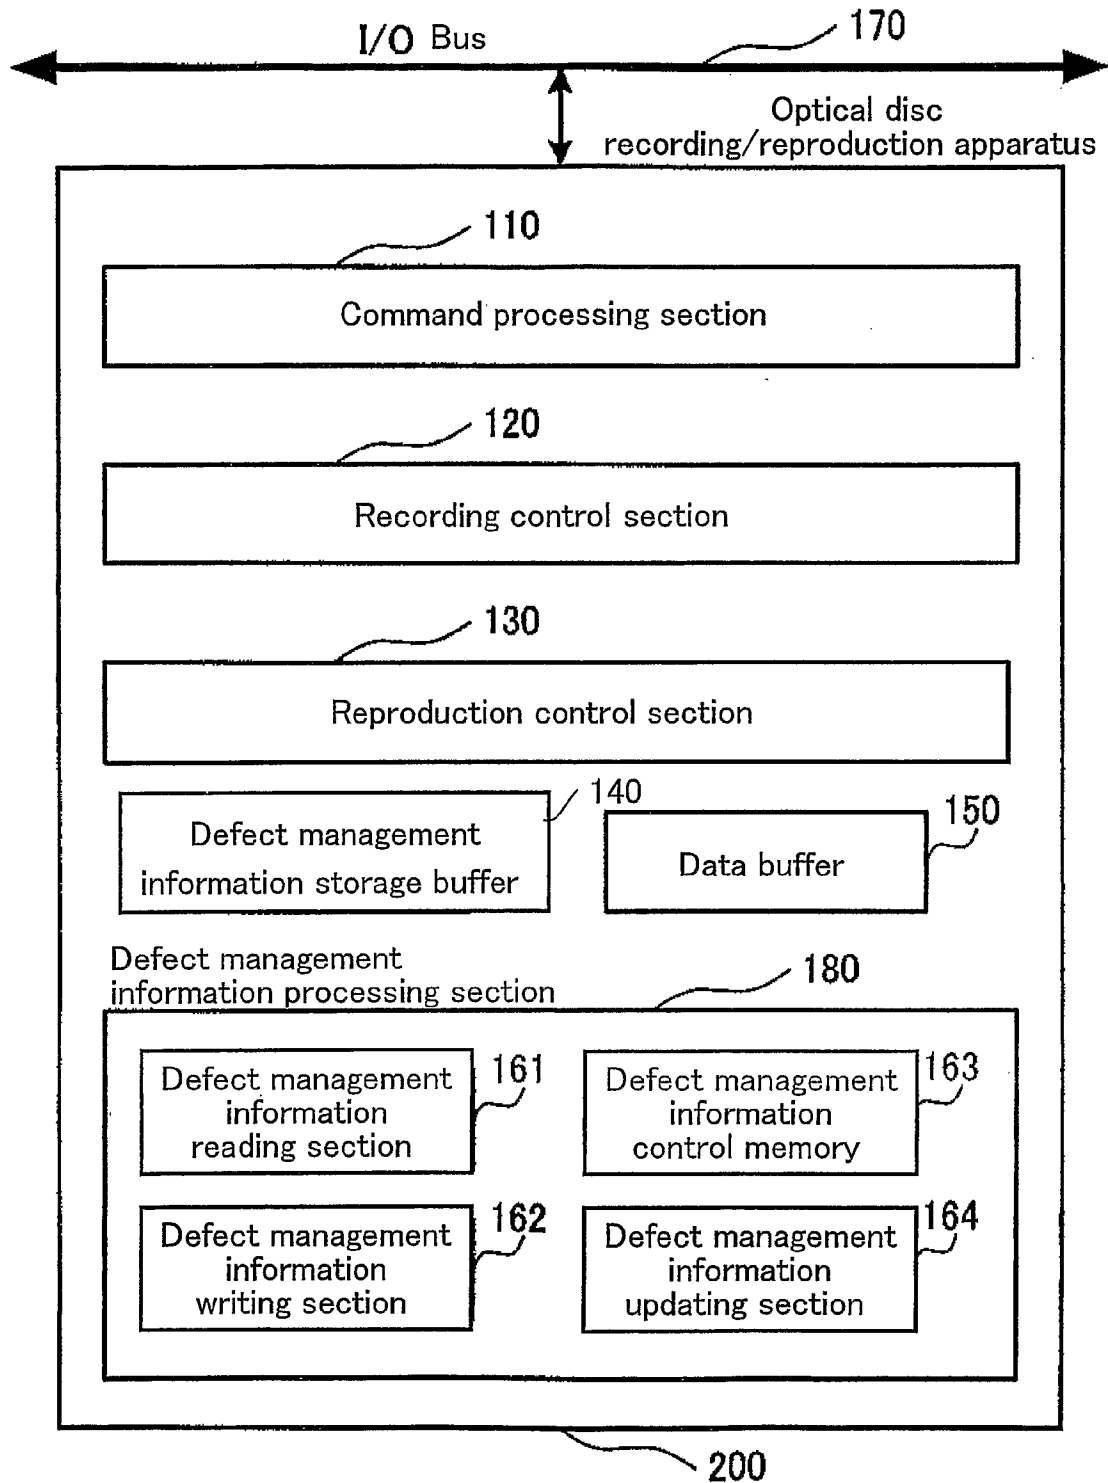 I/O Bus
170
Optical disc
recording/reproduction apparatus
110
Command processing section
120
Recording control section
130
Reproduction control section
140
Defect management
information storage buffer
150
Data buffer
Defect management
information processing section
180
Defect management
information
reading section
161
Defect management
information
control memory
163
Defect management
information
writing section
162
Defect management
information
updating section
164
200